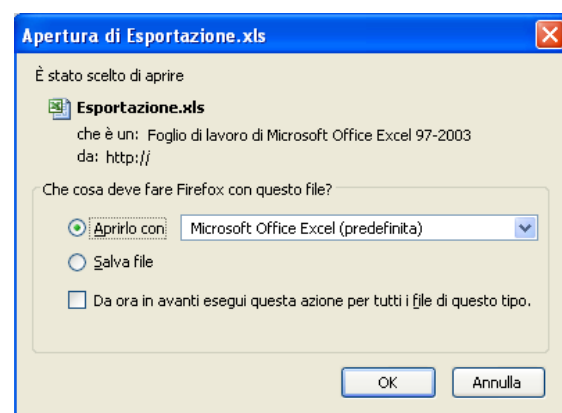 Apertura di Esportazione.xls
È stato scelto di aprire
Esportazione.xls
che è un: Foglio di lavoro di Microsoft Office Excel 97-2003
da: http://
Che cosa deve fare Firefox con questo file?
Aprirlo con Microsoft Office Excel (predefinita)
Salva file
Da ora in avanti esegui questa azione per tutti i file di questo tipo.
OK Annulla